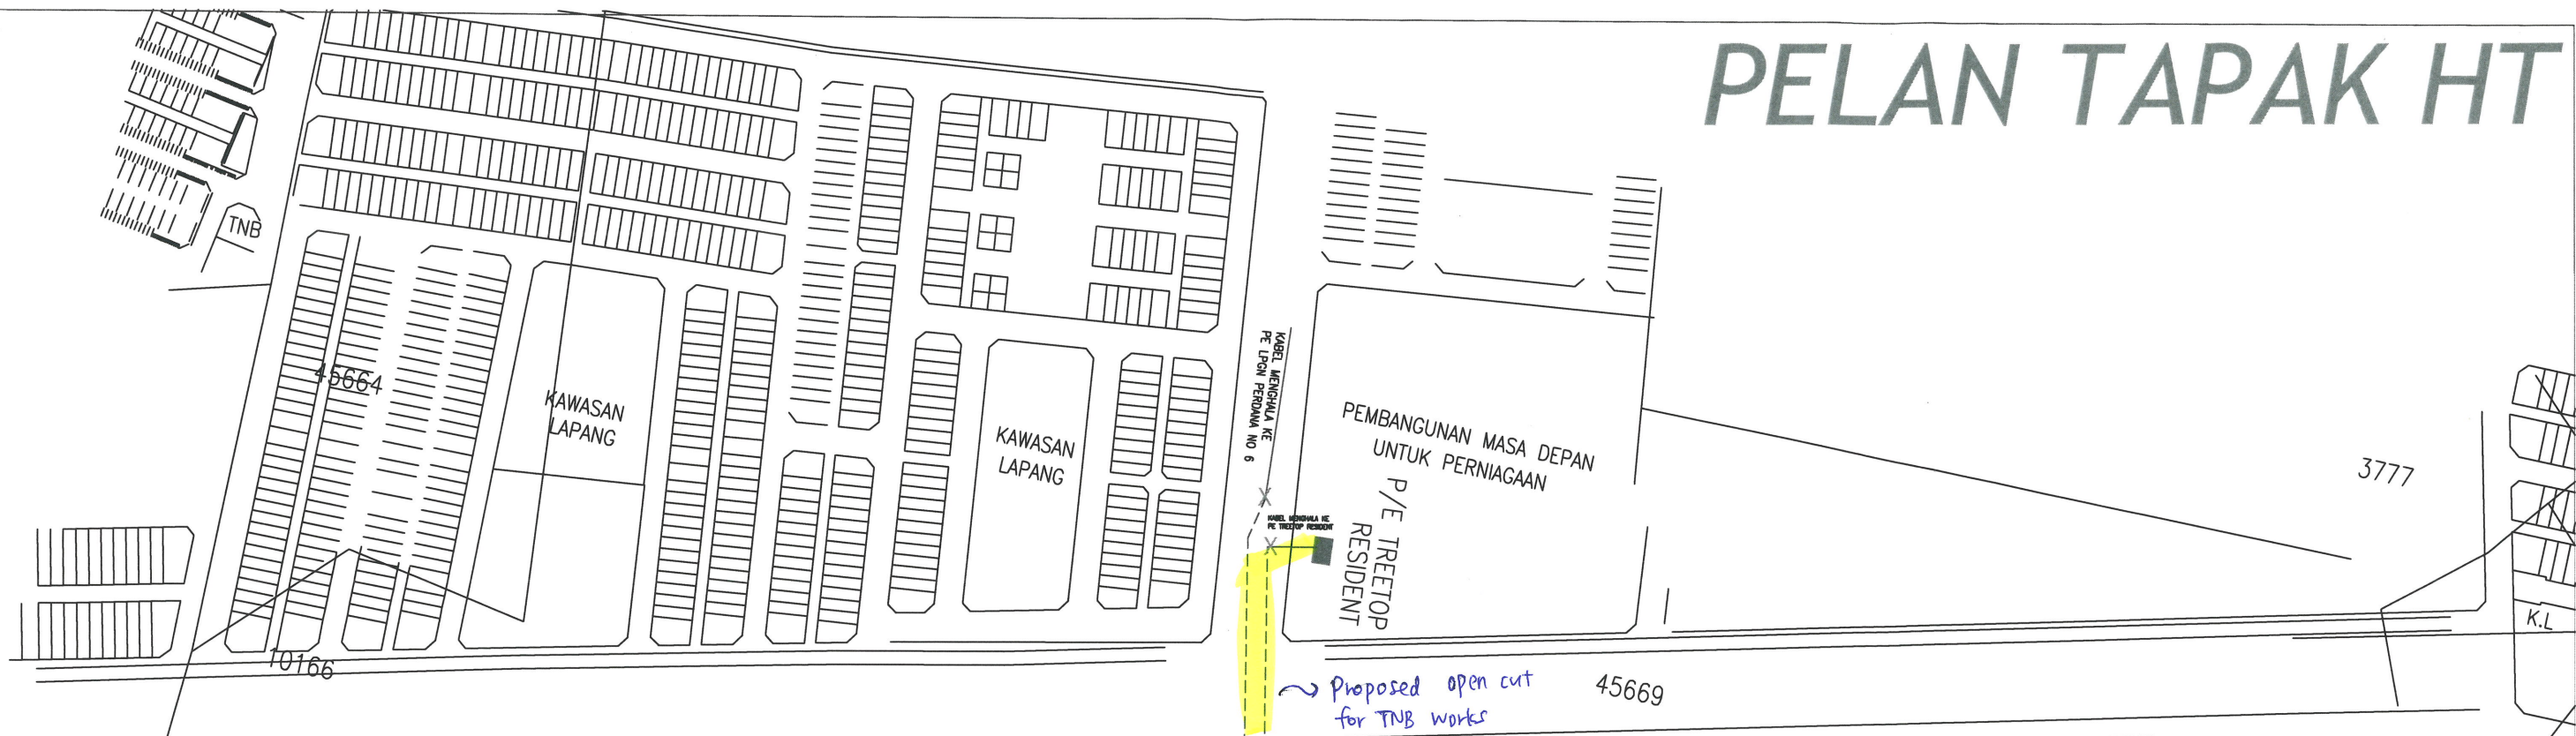 PELAN TAPAK HT
TNB
45664
KAWASAN
LAPANG
KAWASAN
LAPANG
KABEL MENGHALA KE
PE LPGN PERDANA NO 6
PEMBANGUNAN MASA DEPAN
UNTUK PERNIAGAAN
3777
KABEL MENGHALA KE
PE TREETOP RESIDENT
P/E TREETOP
RESIDENT
K.L
10166
Proposed open cut
for TNB works
45669